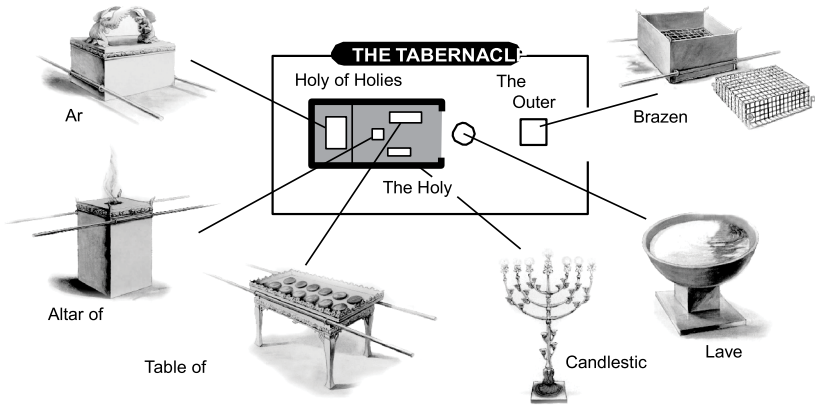 THE TABERNACL
Holy of Holies
The
Outer
Ar
Brazen
The Holy
Altar of
Table of
Candlestic
Lave